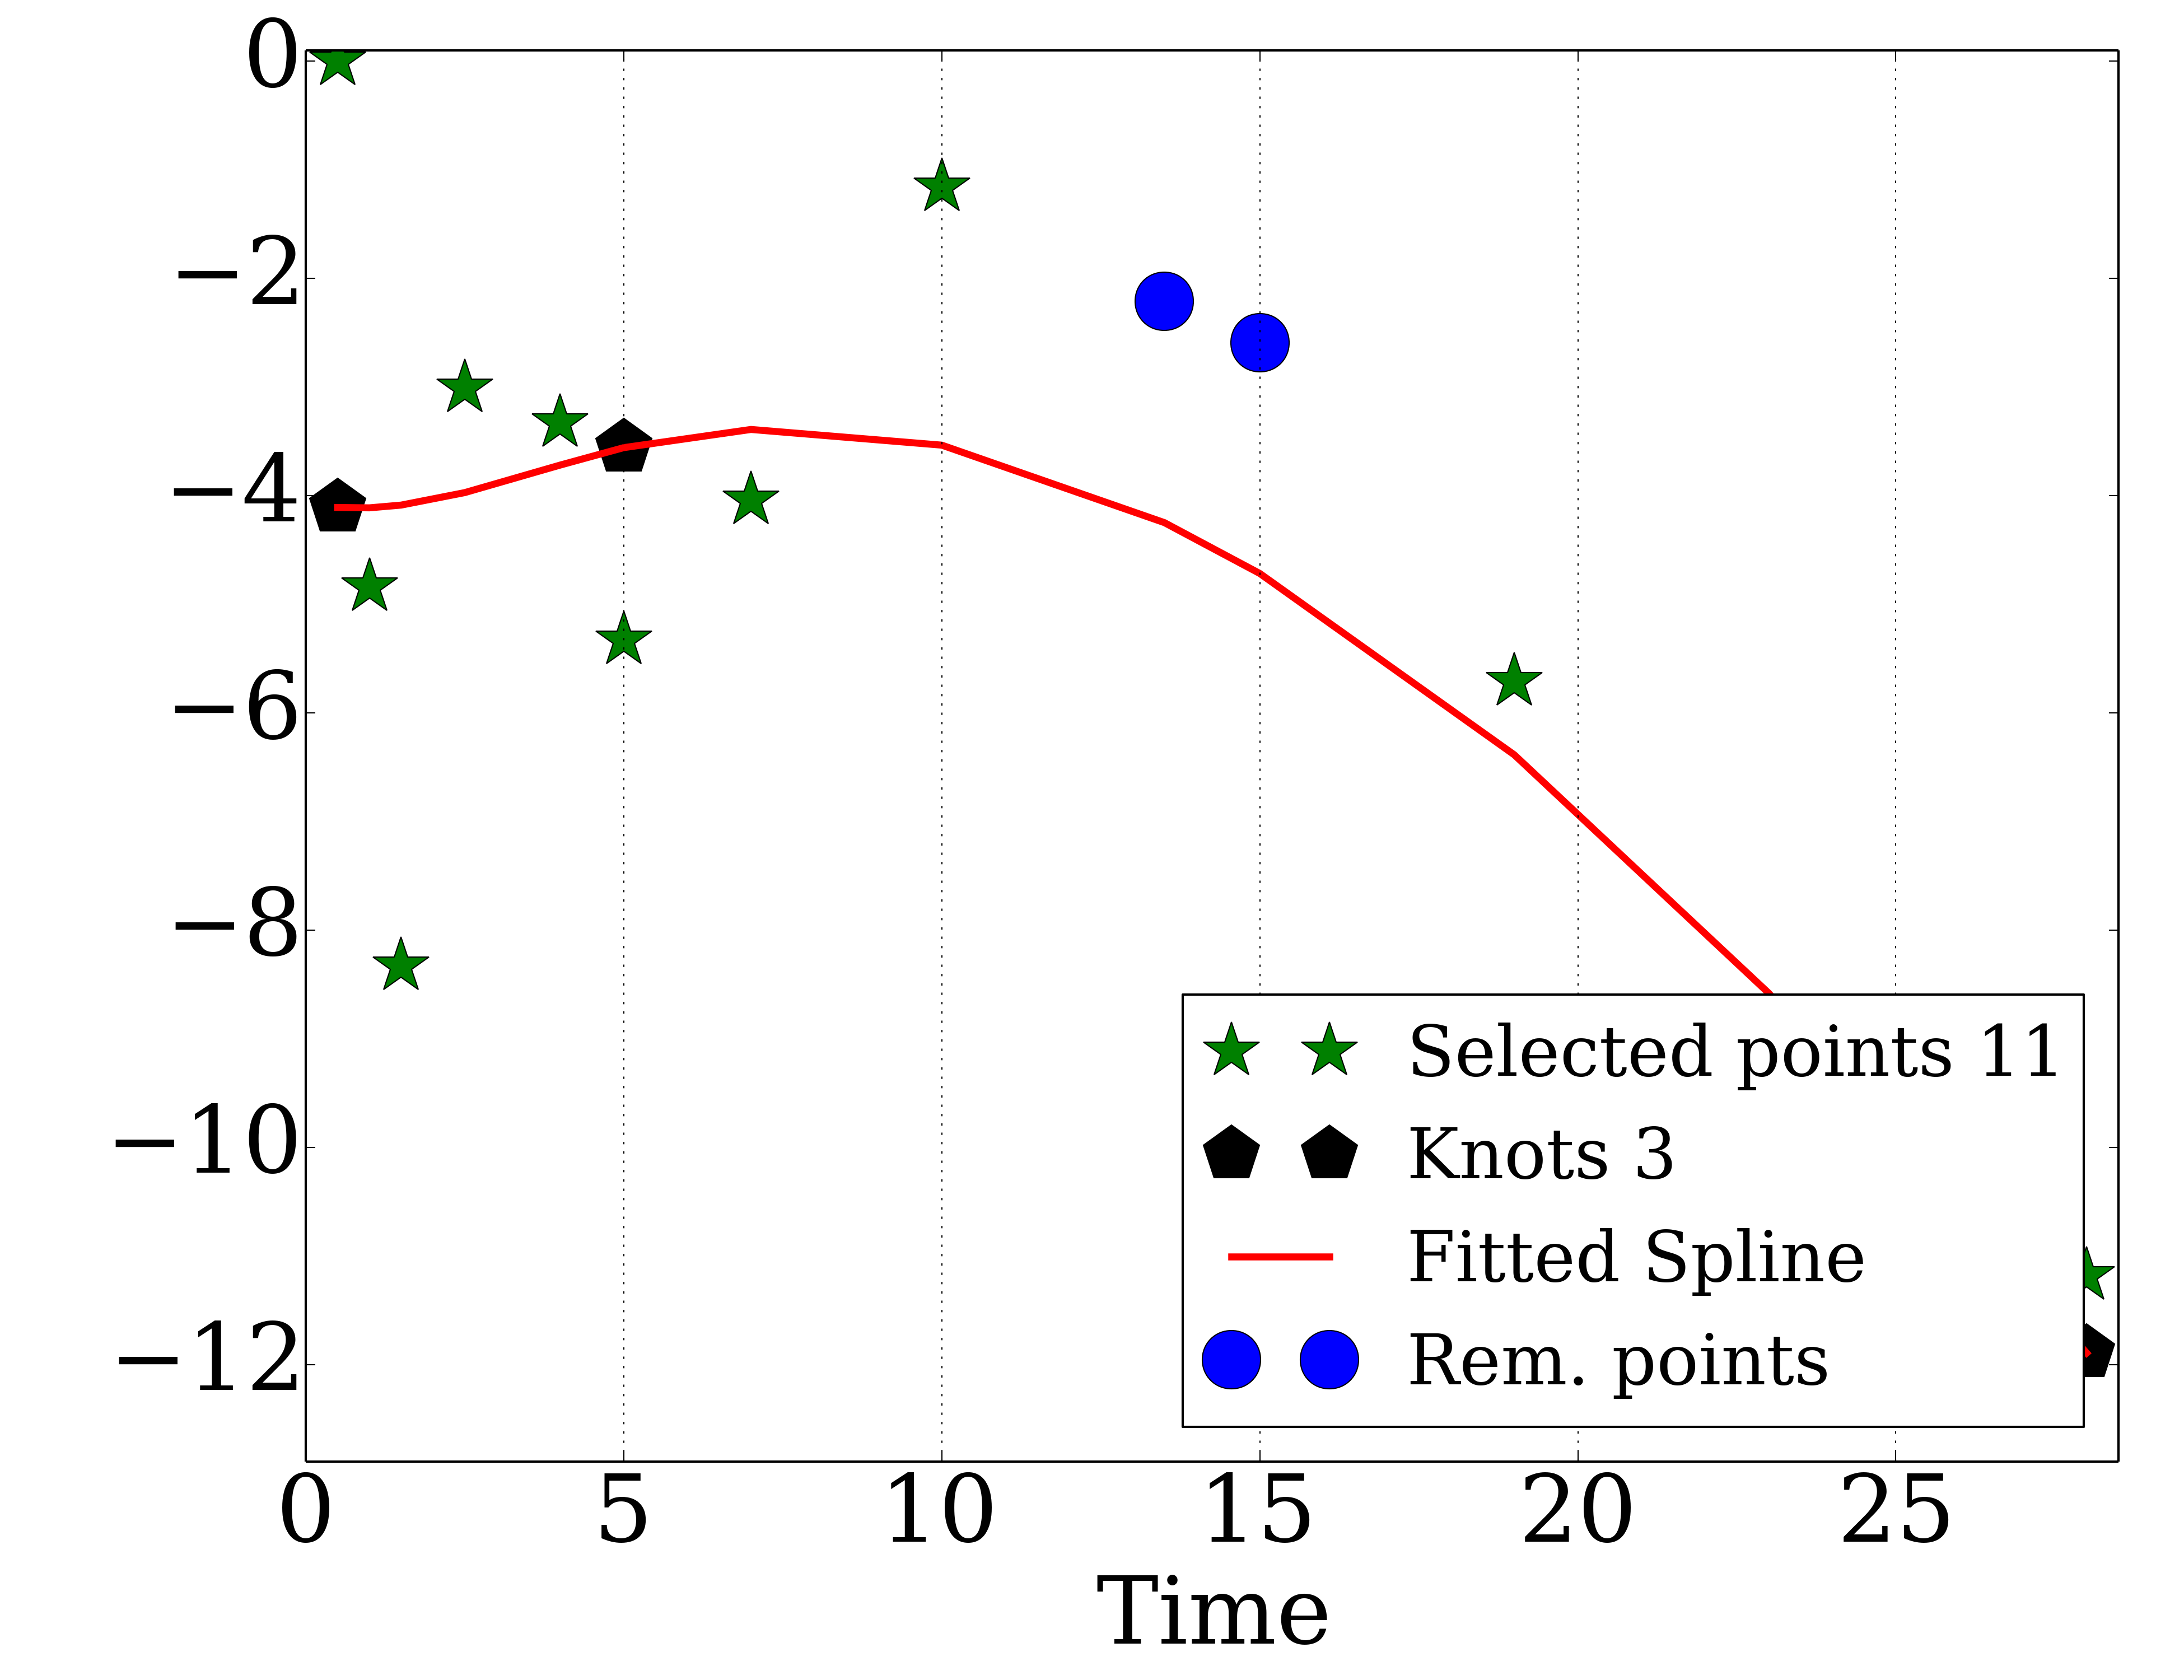 0
−2
−4
−6
−8
−10
−12
Selected points 11
Knots 3
Fitted Spline
Rem. points
0 5 10 15 20 25
Time